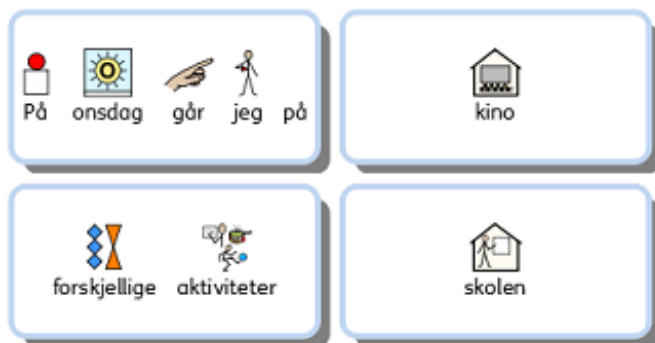 På onsdag går jeg på
kino
forskjellige aktiviteter
skolen